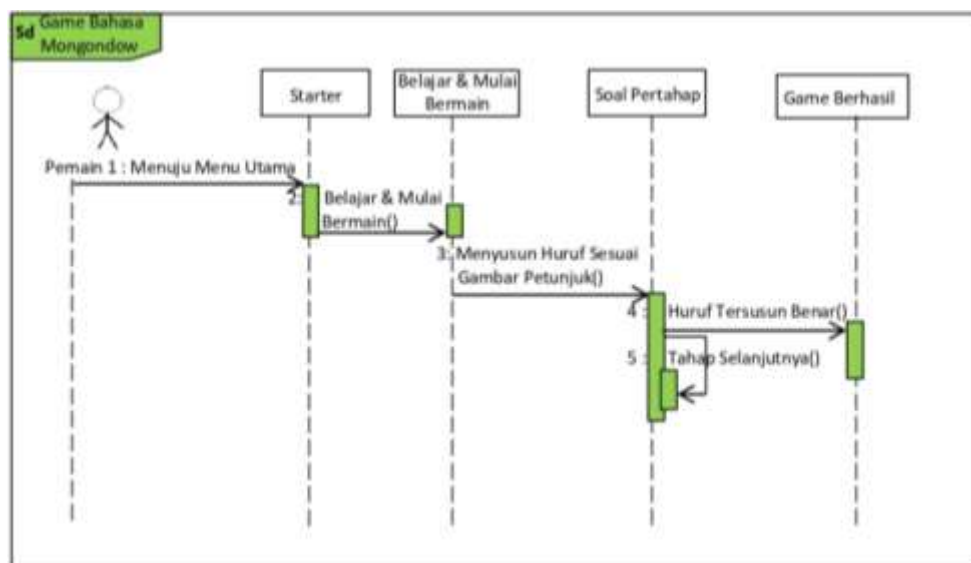 Sd Game Bahasa
Mongondow
Starter
Belajar & Mulai
Bermain
Soal Pertahap
Game Berhasil
Pemain 1 : Menuju Menu Utama
2: Belajar & Mulai
Bermain()
3: Menyusun Huruf Sesuai
Gambar Petunjuk()
4 : Huruf Tersusun Benar()
5 : Tahap Selanjutnya()